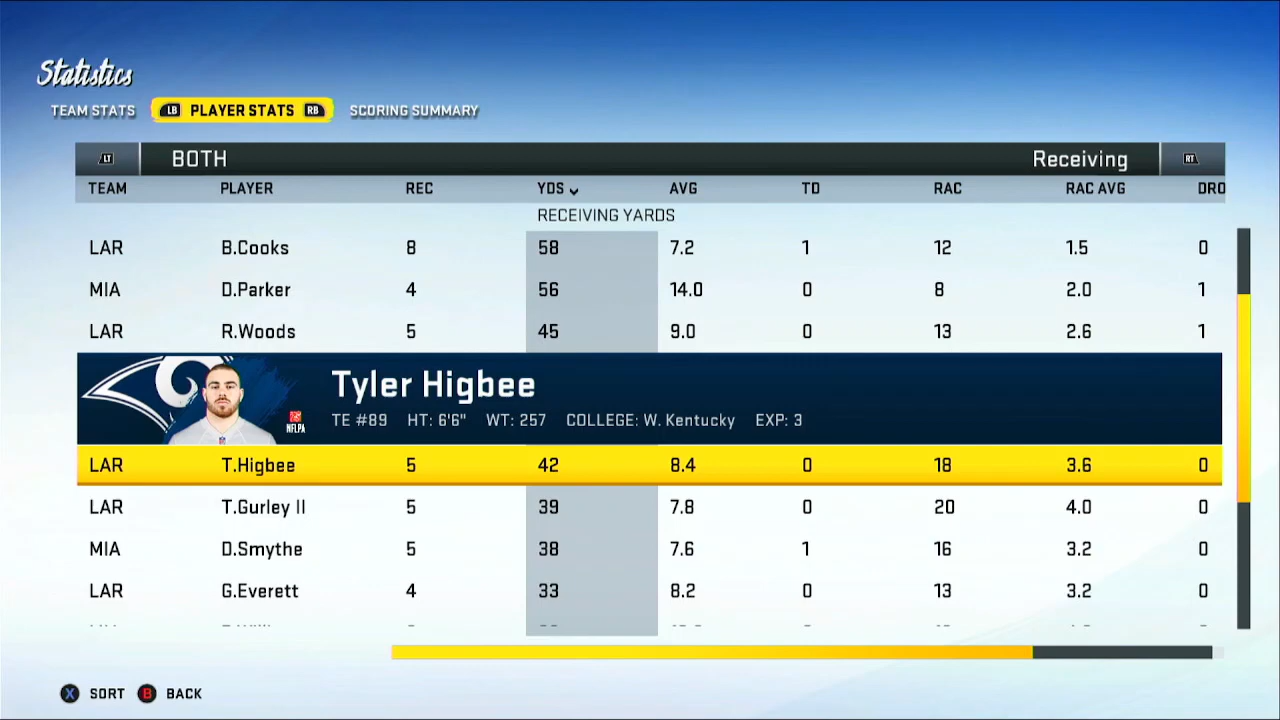 Statistics
TEAM STATS LB PLAYER STATS RB SCORING SUMMARY
LT BOTH Receiving RT
TEAM PLAYER REC YDS AVG TD RAC RAC AVG DRO
RECEIVING YARDS
LAR B.Cooks 8 58 7.2 1 12 1.5 0
MIA D.Parker 4 56 14.0 0 8 2.0 1
LAR R.Woods 5 45 9.0 0 13 2.6 1
Tyler Higbee
TE #89 HT: 6'6" WT: 257 COLLEGE: W. Kentucky EXP: 3
NFLPA
LAR T.Higbee 5 42 8.4 0 18 3.6 0
LAR T.Gurley II 5 39 7.8 0 20 4.0 0
MIA D.Smythe 5 38 7.6 1 16 3.2 0
LAR G.Everett 4 33 8.2 0 13 3.2 0
X SORT B BACK